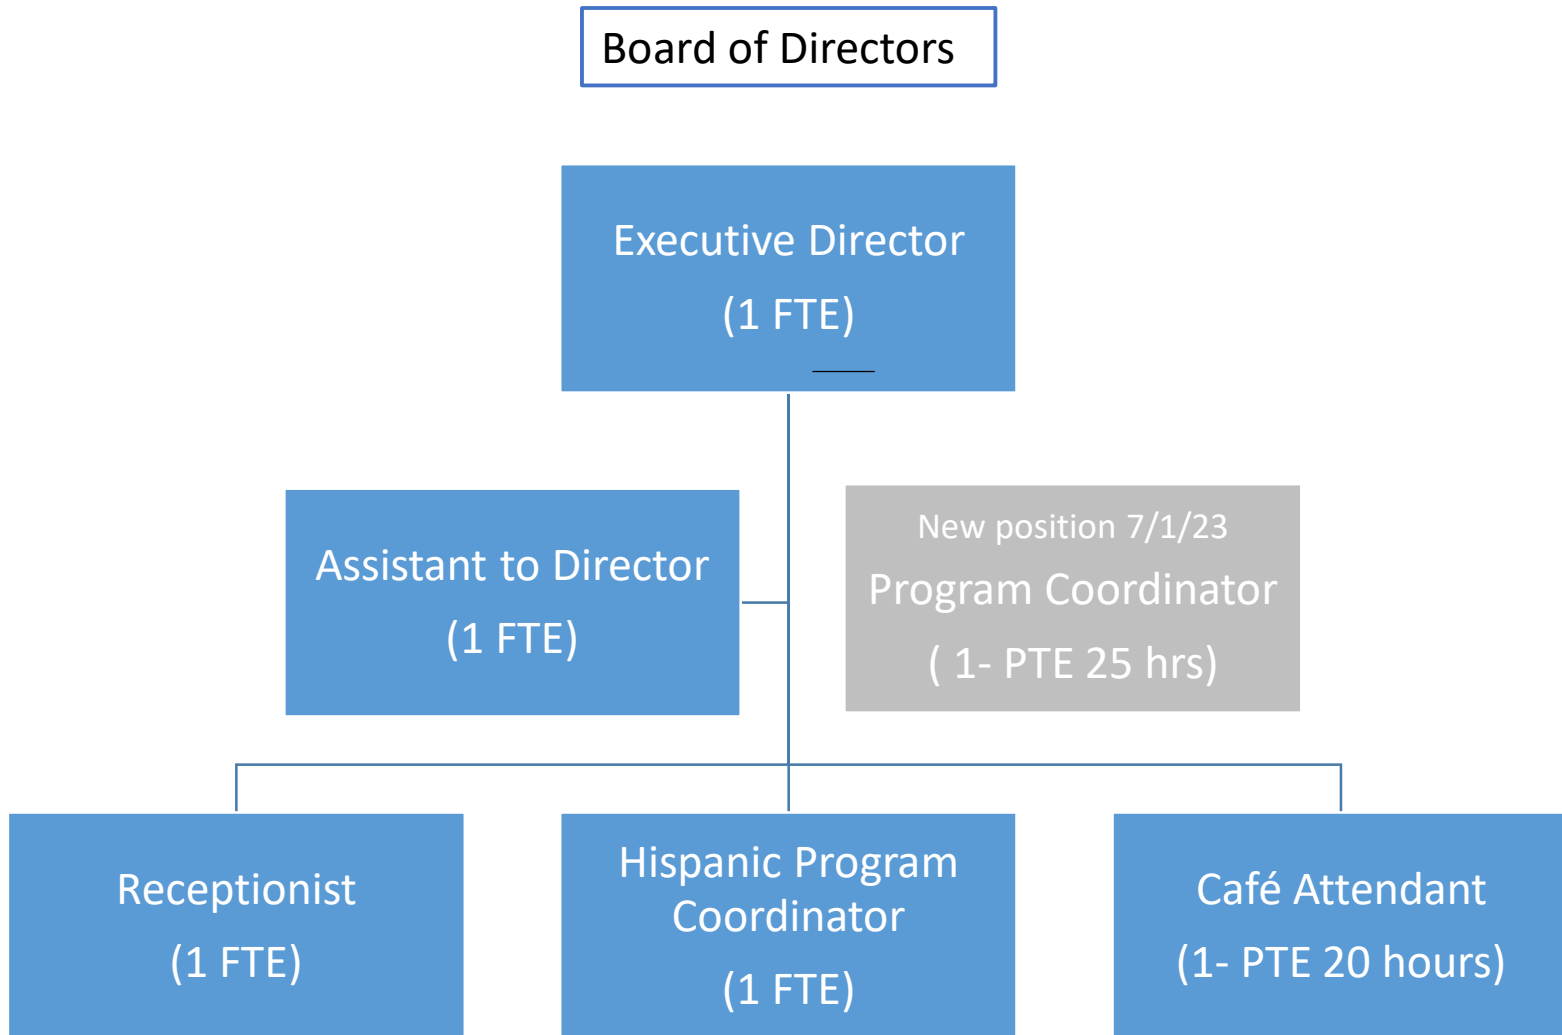 Board of Directors
Executive Director
(1 FTE)
Assistant to Director
(1 FTE)
New position 7/1/23
Program Coordinator
( 1- PTE 25 hrs)
Receptionist
(1 FTE)
Hispanic Program
Coordinator
(1 FTE)
Café Attendant
(1- PTE 20 hours)